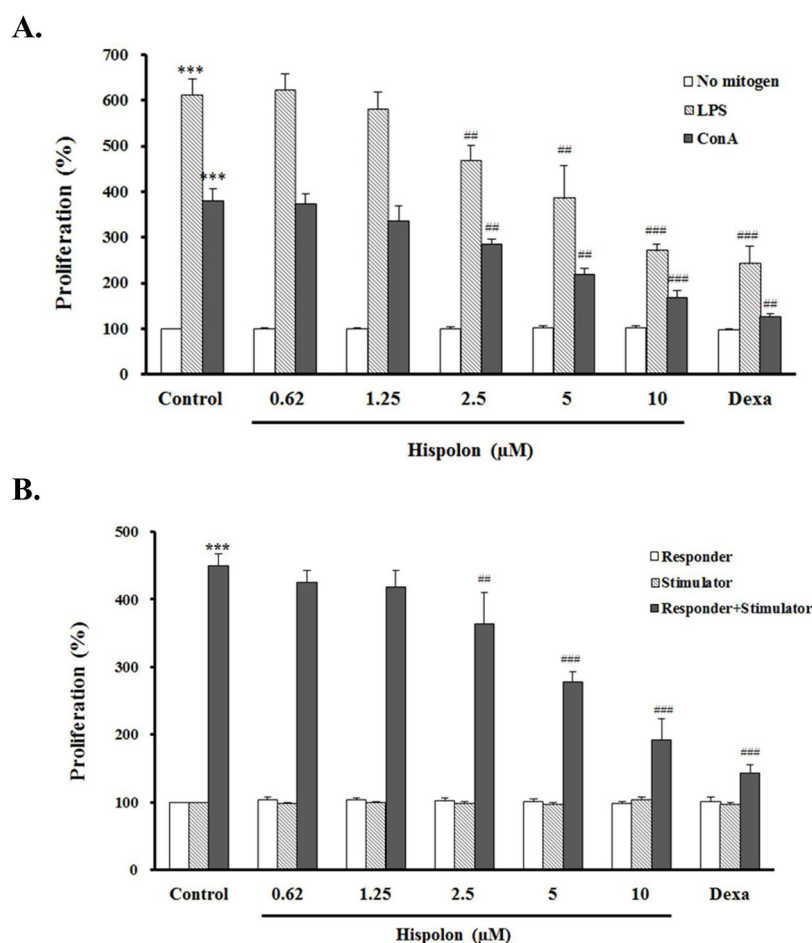 A.
700
600
500
400
300
200
100
0
Proliferation (%)
No mitogen
LPS
ConA
***
***
##
##
##
##
###
###
###
##
Control 0.62 1.25 2.5 5 10 Dexa
Hispolon (μM)
B.
500
400
300
200
100
0
Proliferation (%)
Responder
Stimulator
Responder+Stimulator
***
##
###
###
###
Control 0.62 1.25 2.5 5 10 Dexa
Hispolon (μM)